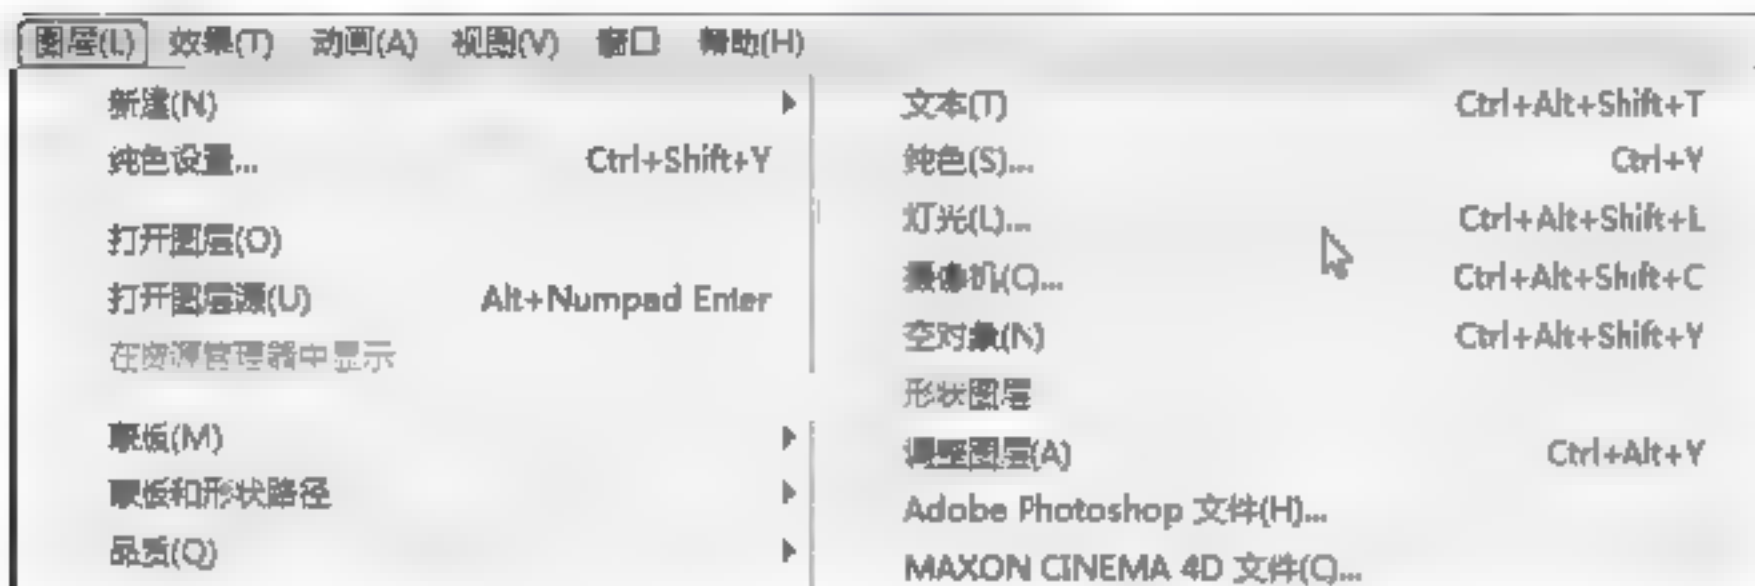 图层(L) 效果(T) 动画(A) 视图(V) 窗口 帮助(H)
新建(N)
纯色设置... Ctrl+Shift+Y
打开图层(O)
打开图层源(U) Alt+Numpad Enter
在资源管理器中显示
蒙版(M)
蒙版和形状路径
品质(Q)
文本(T) Ctrl+Alt+Shift+T
纯色(S)... Ctrl+Y
灯光(L)... Ctrl+Alt+Shift+L
摄像机(C)... Ctrl+Alt+Shift+C
空对象(N) Ctrl+Alt+Shift+Y
形状图层
调整图层(A) Ctrl+Alt+Y
Adobe Photoshop 文件(H)...
MAXON CINEMA 4D 文件(C)...